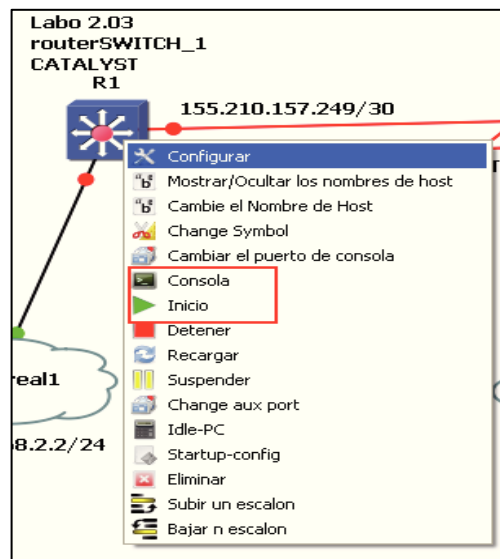 Labo 2.03
routerSWITCH_1
CATALYST
R1
155.210.157.249/30
Configurar
Mostrar/Ocultar los nombres de host
Cambie el Nombre de Host
Change Symbol
Cambiar el puerto de consola
Consola
Inicio
Detener
Recargar
real1
Suspender
Change aux port
Idle-PC
8.2.2/24
Startup-config
Eliminar
Subir un escalon
Bajar n escalon